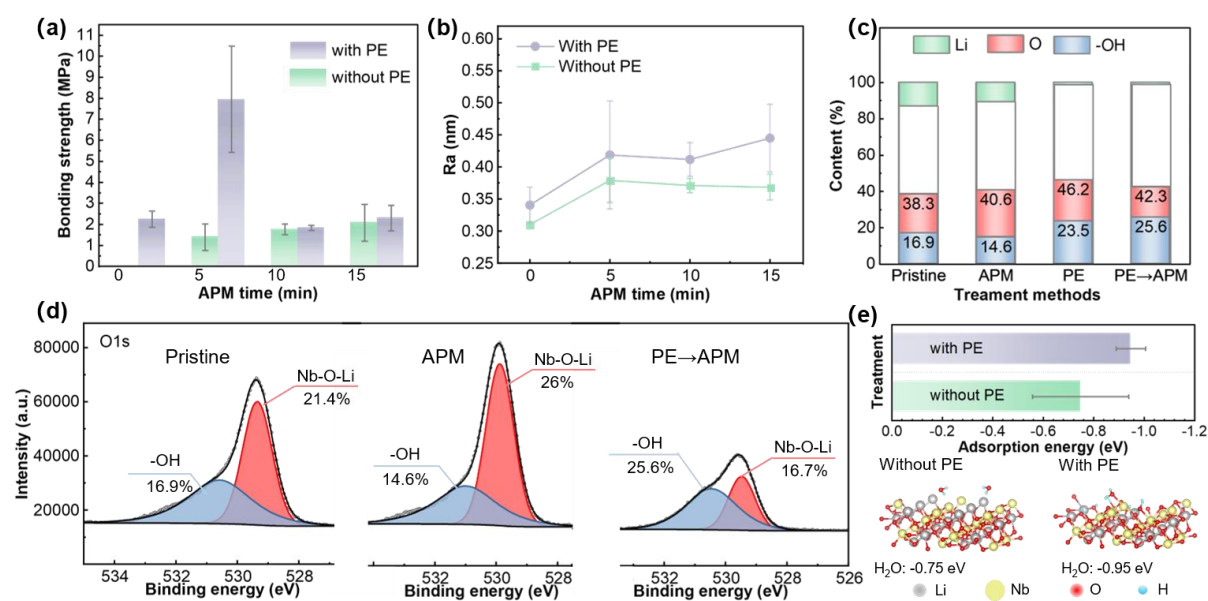 (a)
11
10
9
8
7
6
5
4
3
2
1
0
Bonding strength (MPa)
with PE
without PE
0 5 10 15
APM time (min)
(b)
0.60
0.55
0.50
0.45
0.40
0.35
0.30
0.25
Ra (nm)
With PE
Without PE
0 5 10 15
APM time (min)
(c)
Li O -OH
100
80
60
40
20
0
Content (%)
38.3 40.6 46.2 42.3
16.9 14.6 23.5 25.6
Pristine APM PE PE→APM
Treament methods
(d)
O1s
80000
60000
40000
20000
Intensity (a.u.)
Pristine
Nb-O-Li
21.4%
-OH
16.9%
534 532 530 528
Binding energy (eV)
APM
Nb-O-Li
26%
-OH
14.6%
532 530 528
Binding energy (eV)
PE→APM
-OH
25.6%
Nb-O-Li
16.7%
532 530 528 526
Binding energy (eV)
(e)
Treatment
with PE
without PE
0.0 -0.2 -0.4 -0.6 -0.8 -1.0 -1.2
Adsorption energy (eV)
Without PE With PE
H₂O: -0.75 eV H₂O: -0.95 eV
Li Nb O H